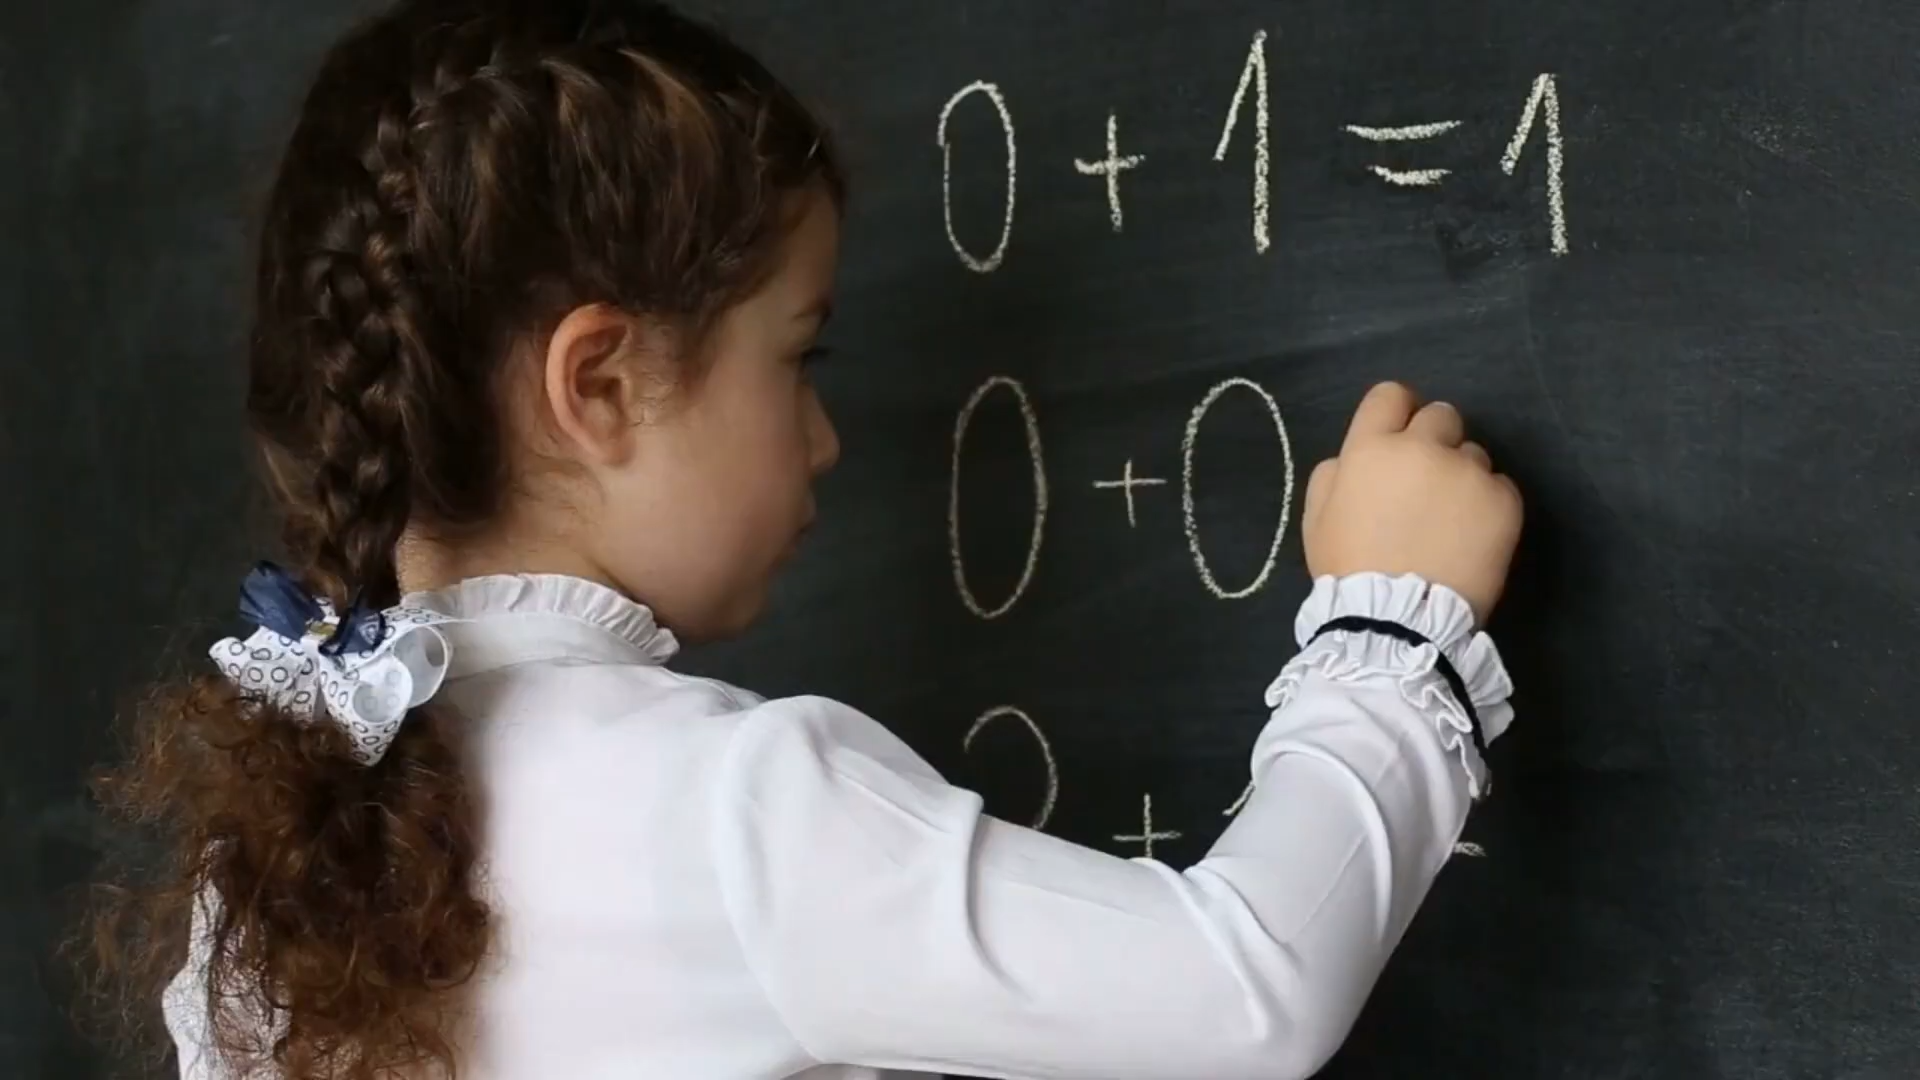 0 + 1 = 1
0 + 0
+